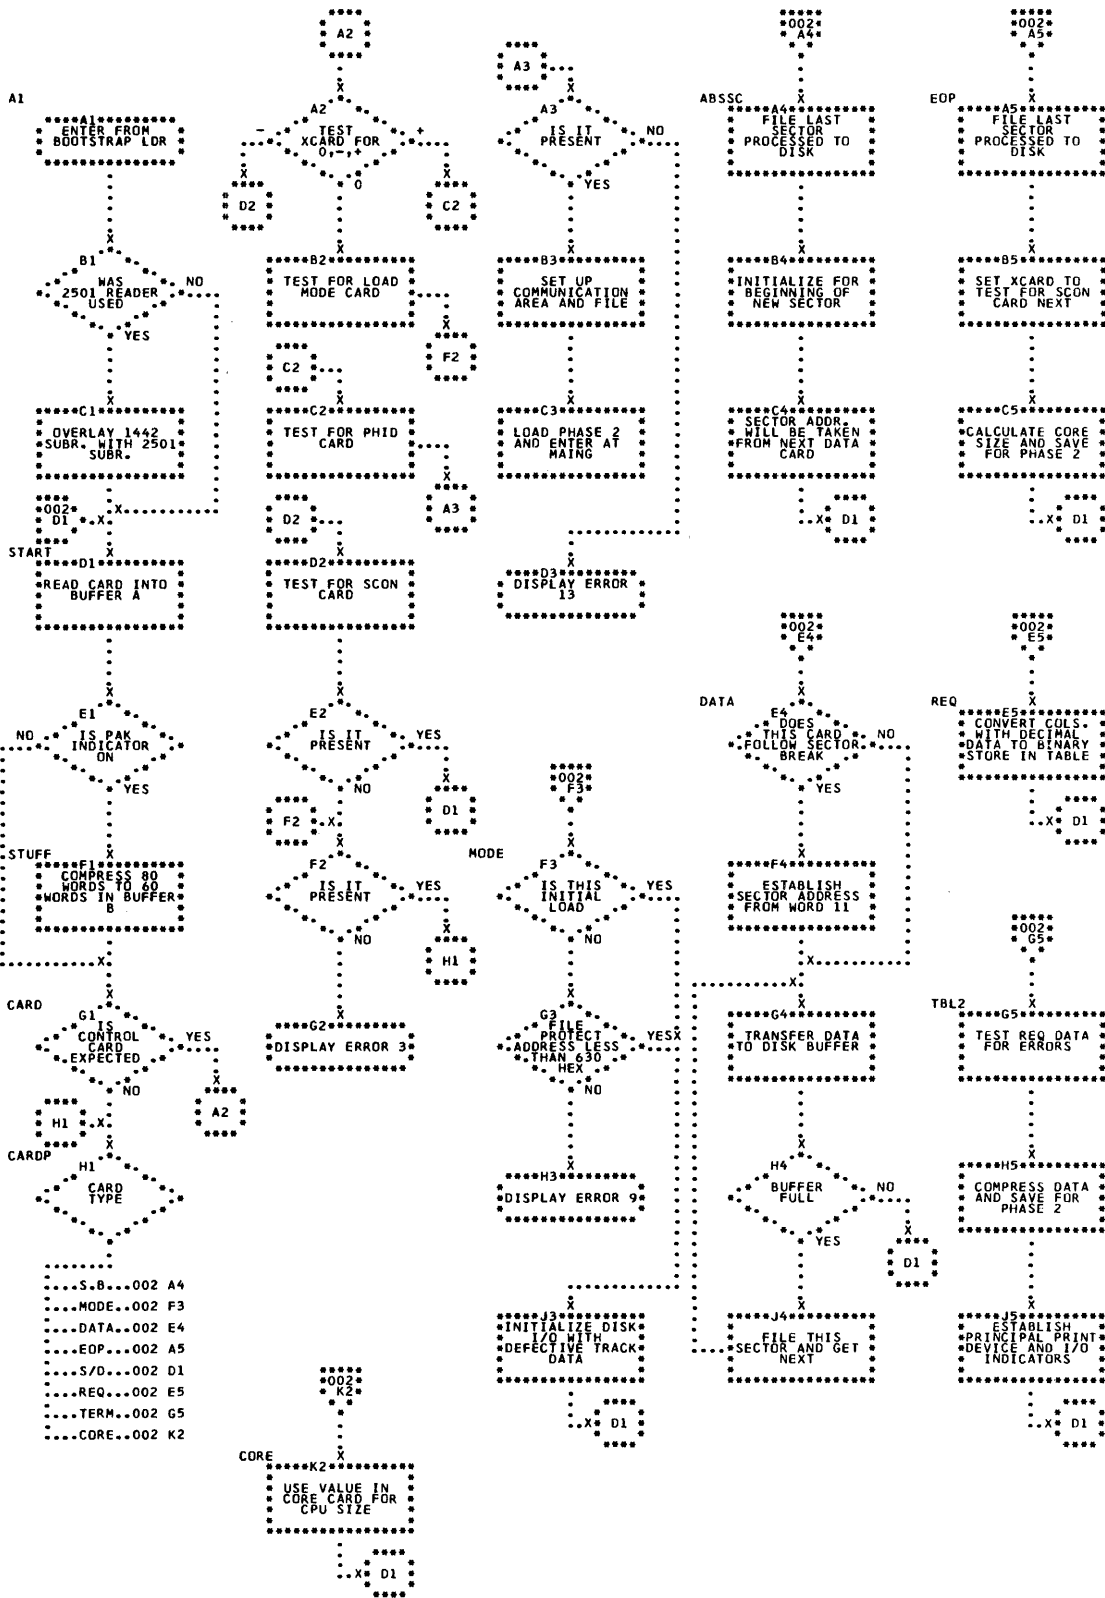 A1
A1
ENTER FROM
BOOTSTRAP LDR
B1
WAS
2501 READER
USED
NO
YES
C1
OVERLAY 1442
SUBR. WITH 2501
SUBR.
002
D1
START
D1
READ CARD INTO
BUFFER A
E1
IS PAK
INDICATOR
ON
NO
YES
STUFF
F1
COMPRESS 80
WORDS TO 60
WORDS IN BUFFER
B
CARD
G1
IS
CONTROL
CARD
EXPECTED
YES
NO
A2
H1
CARDP
H1
CARD
TYPE
S.B...002 A4
MODE..002 F3
DATA..002 E4
EOP...002 A5
S/D...002 D1
REQ...002 E5
TERM..002 G5
CORE..002 K2
A2
A2
TEST
XCARD FOR
0,-,+
-
+
0
D2
C2
B2
TEST FOR LOAD
MODE CARD
F2
C2
C2
TEST FOR PHID
CARD
A3
D2
D2
TEST FOR SCON
CARD
E2
IS IT
PRESENT
YES
NO
D1
F2
F2
IS IT
PRESENT
YES
NO
H1
G2
DISPLAY ERROR 3
002
K2
CORE
K2
USE VALUE IN
CORE CARD FOR
CPU SIZE
D1
A3
A3
IS IT
PRESENT
NO
YES
B3
SET UP
COMMUNICATION
AREA AND FILE
C3
LOAD PHASE 2
AND ENTER AT
MAING
D3
DISPLAY ERROR
13
002
F3
MODE
F3
IS THIS
INITIAL
LOAD
YES
NO
G3
FILE
PROTECT
ADDRESS LESS
THAN 630
HEX
YES
NO
H3
DISPLAY ERROR 9
J3
INITIALIZE DISK
I/O WITH
DEFECTIVE TRACK
DATA
D1
002
A4
ABSSC
A4
FILE LAST
SECTOR
PROCESSED TO
DISK
B4
INITIALIZE FOR
BEGINNING OF
NEW SECTOR
C4
SECTOR ADDR.
WILL BE TAKEN
FROM NEXT DATA
CARD
D1
002
E4
DATA
E4
DOES
THIS CARD
FOLLOW SECTOR
BREAK
NO
YES
F4
ESTABLISH
SECTOR ADDRESS
FROM WORD 11
G4
TRANSFER DATA
TO DISK BUFFER
H4
BUFFER
FULL
NO
YES
D1
J4
FILE THIS
SECTOR AND GET
NEXT
002
A5
EOP
A5
FILE LAST
SECTOR
PROCESSED TO
DISK
B5
SET XCARD TO
TEST FOR SCON
CARD NEXT
C5
CALCULATE CORE
SIZE AND SAVE
FOR PHASE 2
D1
002
E5
REQ
E5
CONVERT COLS.
WITH DECIMAL
DATA TO BINARY
STORE IN TABLE
D1
002
G5
TBL2
G5
TEST REQ DATA
FOR ERRORS
H5
COMPRESS DATA
AND SAVE FOR
PHASE 2
J5
ESTABLISH
PRINCIPAL PRINT
DEVICE AND I/O
INDICATORS
D1